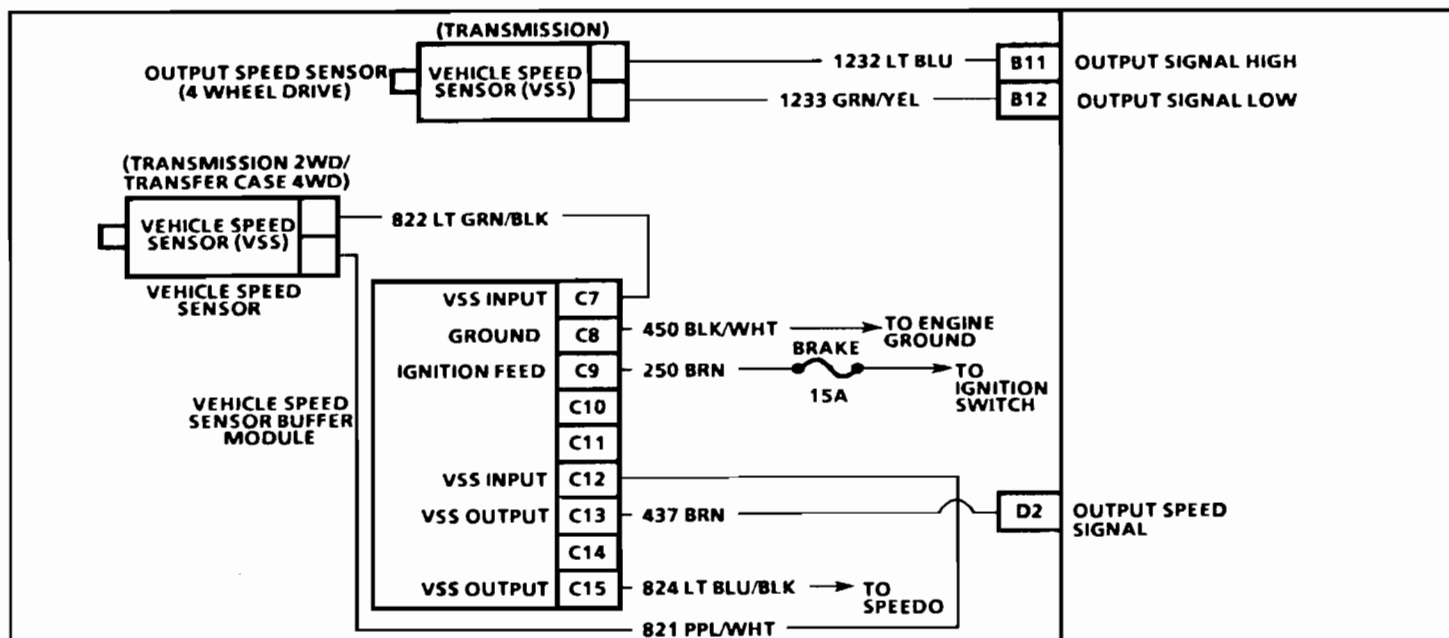 (TRANSMISSION)
OUTPUT SPEED SENSOR
(4 WHEEL DRIVE)
VEHICLE SPEED
SENSOR (VSS)
1232 LT BLU
B11
OUTPUT SIGNAL HIGH
1233 GRN/YEL
B12
OUTPUT SIGNAL LOW
(TRANSMISSION 2WD/
TRANSFER CASE 4WD)
VEHICLE SPEED
SENSOR (VSS)
822 LT GRN/BLK
VEHICLE SPEED
SENSOR
VSS INPUT
C7
GROUND
C8
450 BLK/WHT
TO ENGINE
GROUND
IGNITION FEED
C9
250 BRN
BRAKE
15A
TO
IGNITION
SWITCH
VEHICLE SPEED
SENSOR BUFFER
MODULE
C10
C11
VSS INPUT
C12
VSS OUTPUT
C13
437 BRN
D2
OUTPUT SPEED
SIGNAL
C14
VSS OUTPUT
C15
824 LT BLU/BLK
TO
SPEEDO
821 PPL/WHT